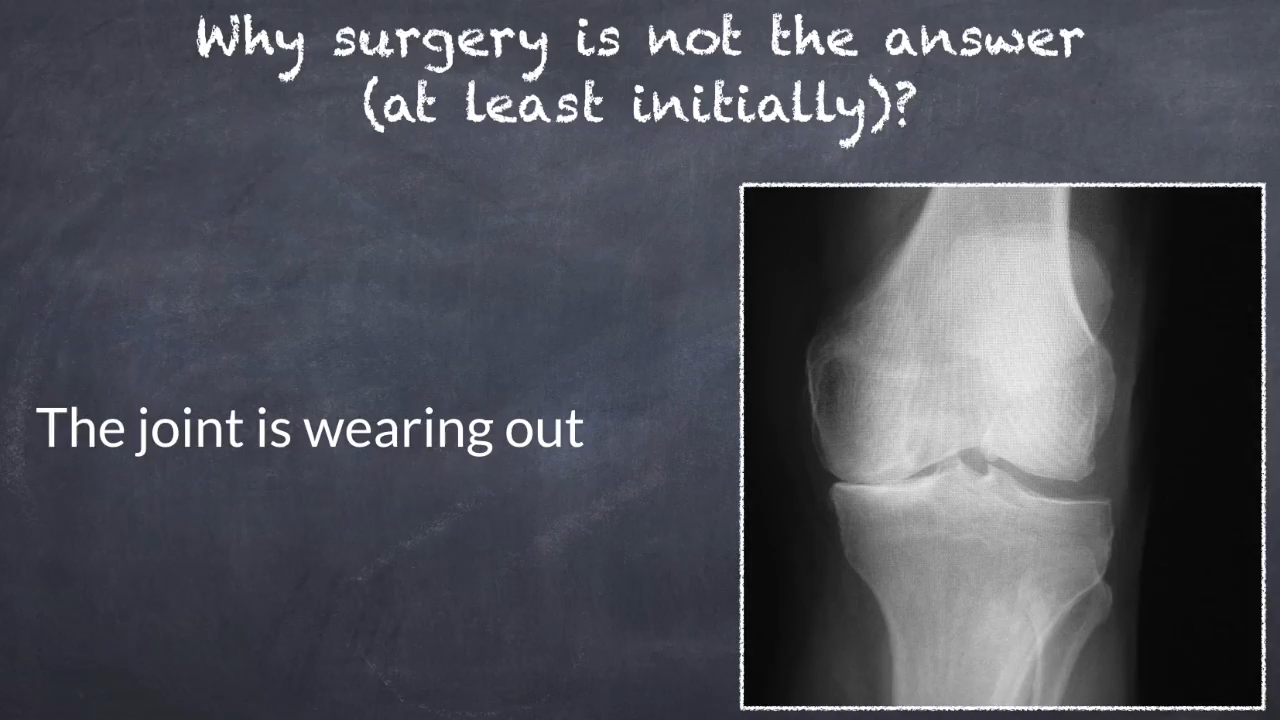 Why surgery is not the answer
(at least initially)?
The joint is wearing out